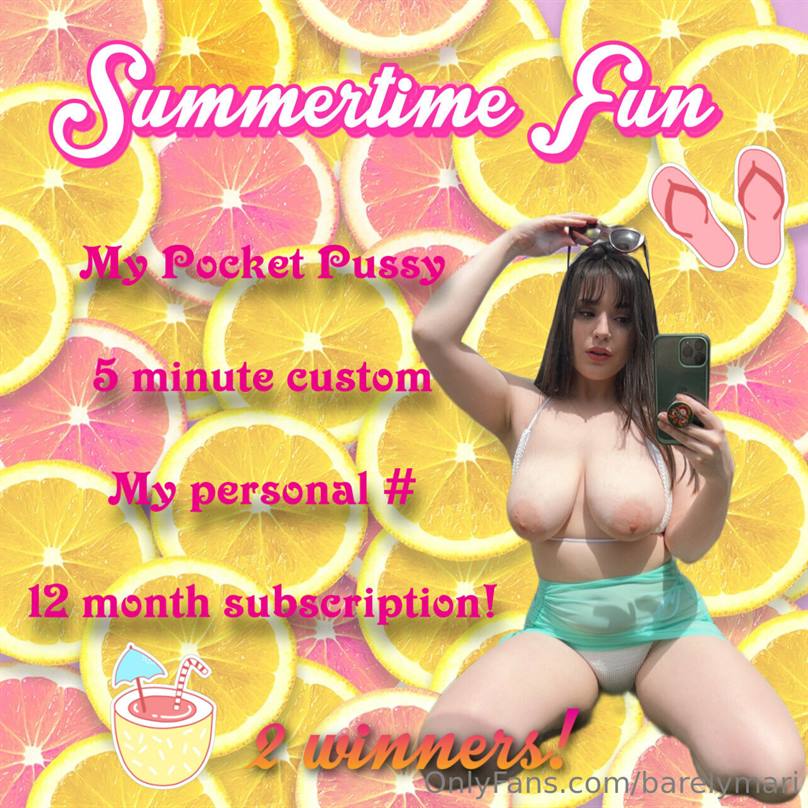 Summertime Fun
My Pocket Pussy
5 minute custom
My personal #
12 month subscription!
2 winners!
OnlyFans.com/barelymari